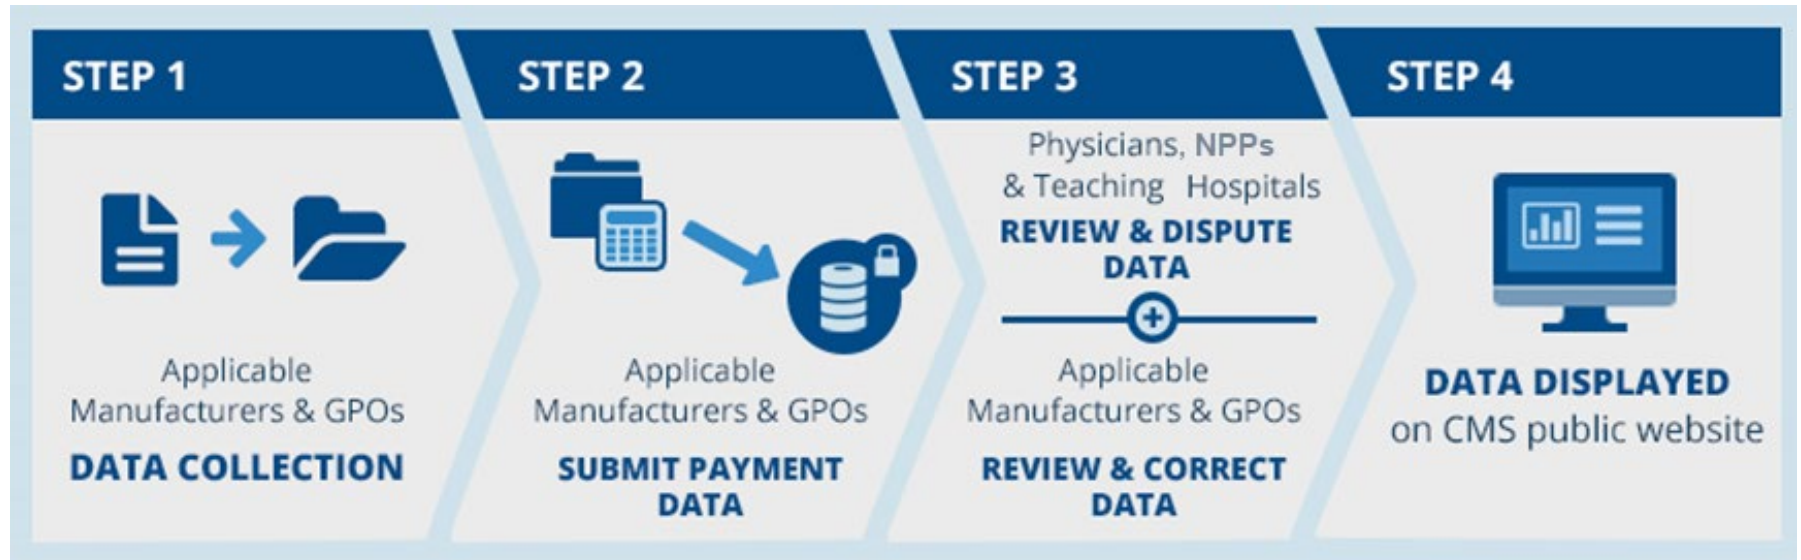 STEP 1
Applicable
Manufacturers & GPOs
DATA COLLECTION
STEP 2
Applicable
Manufacturers & GPOs
SUBMIT PAYMENT
DATA
STEP 3
Physicians, NPPs
& Teaching Hospitals
REVIEW & DISPUTE
DATA
Applicable
Manufacturers & GPOs
REVIEW & CORRECT
DATA
STEP 4
DATA DISPLAYED
on CMS public website